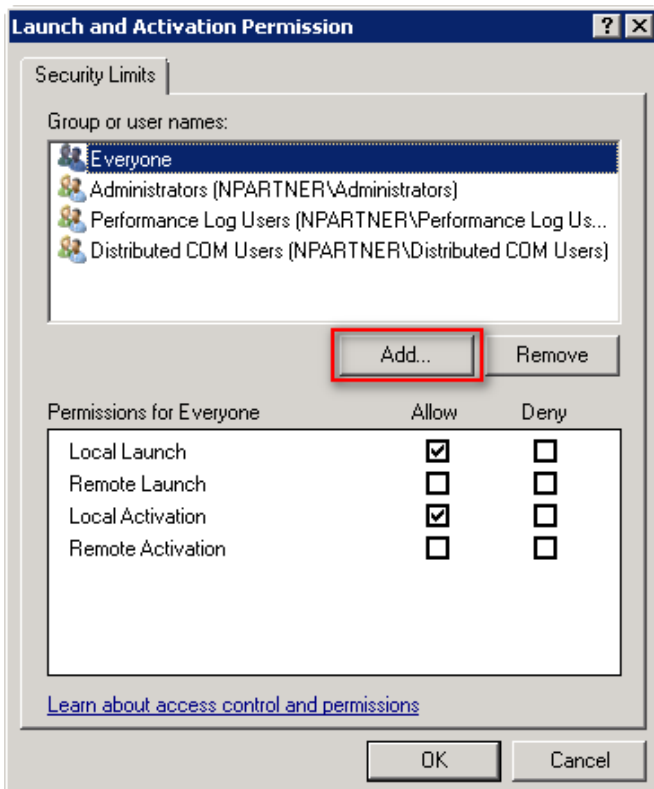 Launch and Activation Permission
Security Limits
Group or user names:
Everyone
Administrators (NPARTNER\Administrators)
Performance Log Users (NPARTNER\Performance Log Us...
Distributed COM Users (NPARTNER\Distributed COM Users)
Add... Remove
Permissions for Everyone Allow Deny
Local Launch
Remote Launch
Local Activation
Remote Activation
Learn about access control and permissions
OK Cancel